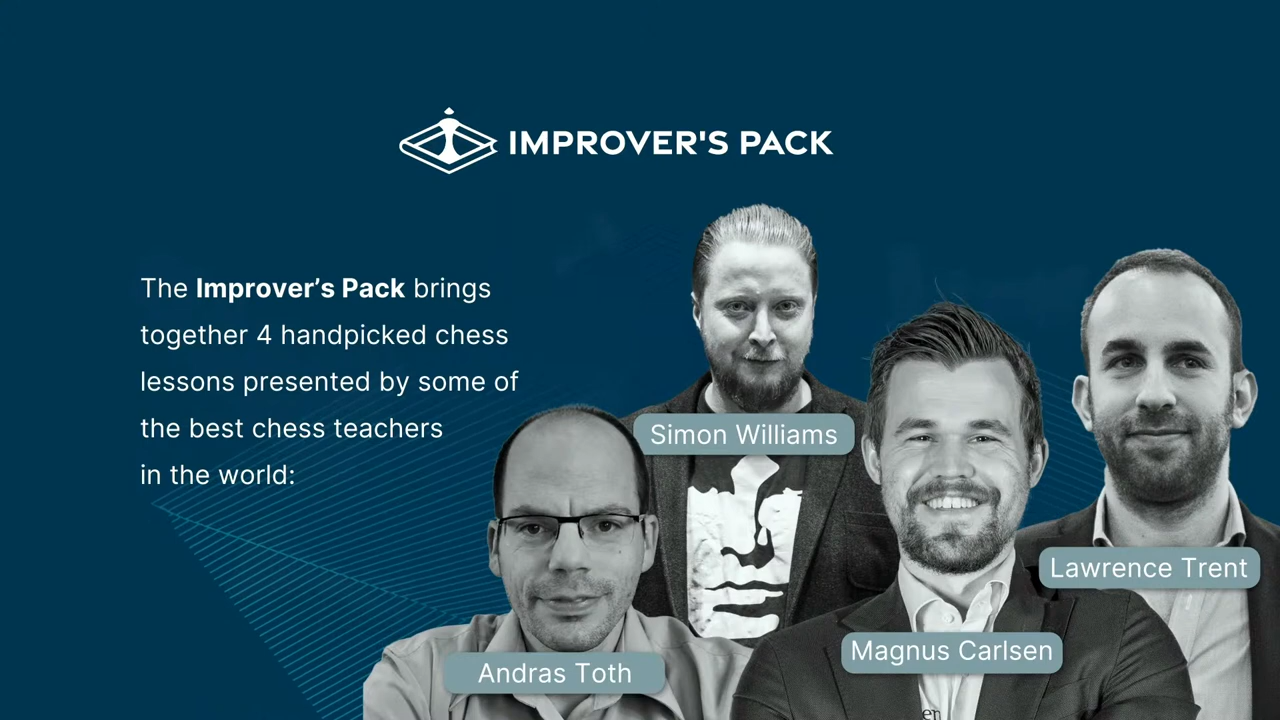 IMPROVER'S PACK
The Improver’s Pack brings
together 4 handpicked chess
lessons presented by some of
the best chess teachers
in the world:
Simon Williams
Lawrence Trent
Magnus Carlsen
Andras Toth